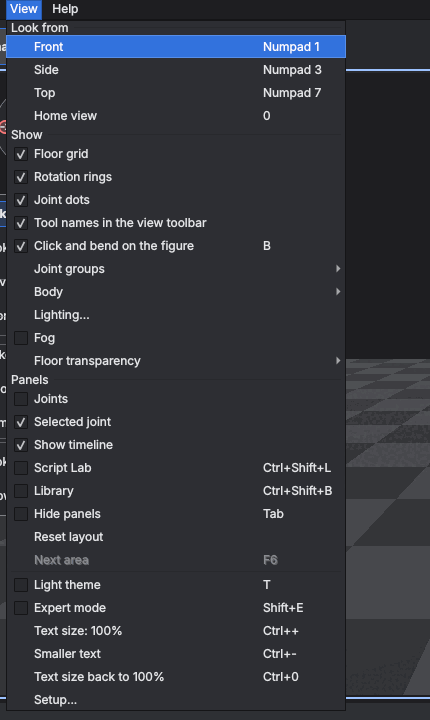 View Help
Look from
Front Numpad 1
Side Numpad 3
Top Numpad 7
Home view 0
Show
Floor grid
Rotation rings
Joint dots
Tool names in the view toolbar
Click and bend on the figure B
Joint groups
Body
Lighting...
Fog
Floor transparency
Panels
Joints
Selected joint
Show timeline
Script Lab Ctrl+Shift+L
Library Ctrl+Shift+B
Hide panels Tab
Reset layout
Next area F6
Light theme T
Expert mode Shift+E
Text size: 100% Ctrl++
Smaller text Ctrl+-
Text size back to 100% Ctrl+0
Setup...